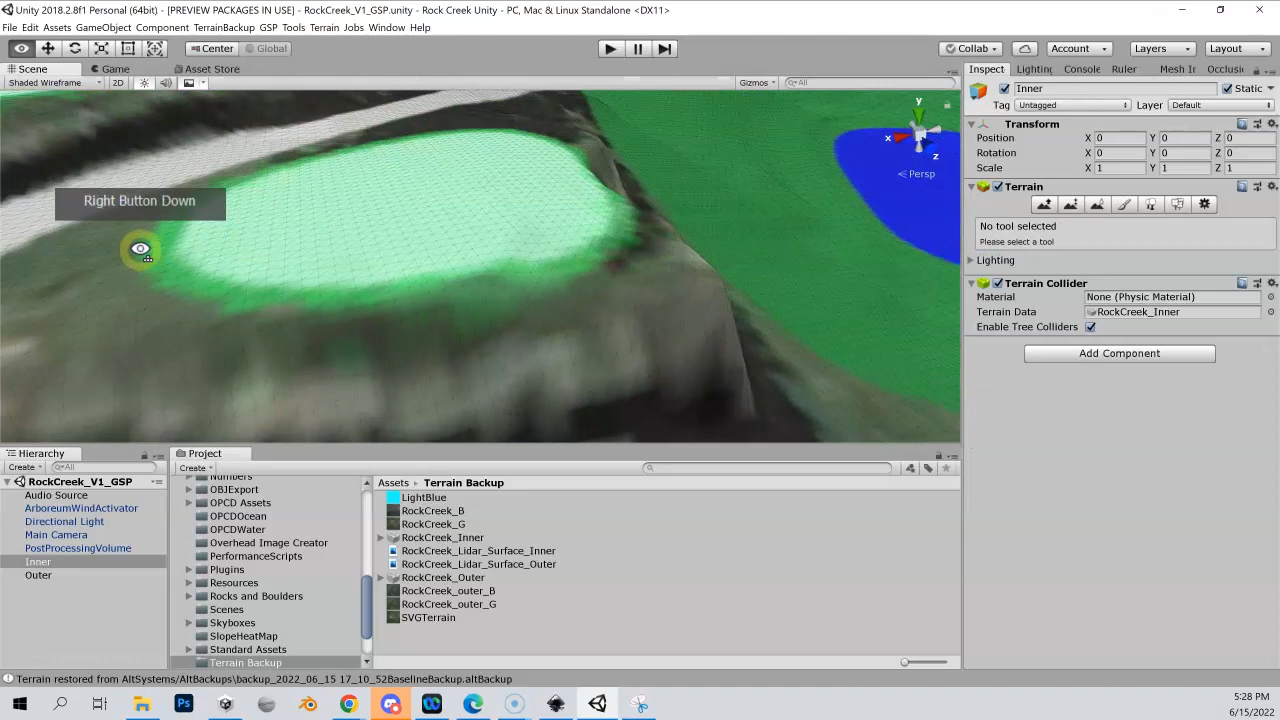 Unity 2018.2.8f1 Personal (64bit) - [PREVIEW PACKAGES IN USE] - RockCreek_V1_GSP.unity - Rock Creek Unity - PC, Mac & Linux Standalone <DX11>
File Edit Assets GameObject Component TerrainBackup GSP Tools Terrain Jobs Window Help
Center Global Collab Account Layers Layout
Scene Game Asset Store
Shaded Wireframe 2D Gizmos All
Right Button Down
y
x
z
Persp
Inspect Lighting Console Ruler Mesh Ir Occlusi
Inner Static
Tag Untagged Layer Default
Transform
Position X 0 Y 0 Z 0
Rotation X 0 Y 0 Z 0
Scale X 1 Y 1 Z 1
Terrain
No tool selected
Please select a tool
Lighting
Terrain Collider
Material None (Physic Material)
Terrain Data RockCreek_Inner
Enable Tree Colliders
Add Component
Hierarchy
Create All
RockCreek_V1_GSP
Audio Source
ArboreumWindActivator
Directional Light
Main Camera
PostProcessingVolume
Inner
Outer
Project
Create
Numbers
OBJExport
OPCD Assets
OPCDOcean
OPCDWater
Overhead Image Creator
PerformanceScripts
Plugins
Resources
Rocks and Boulders
Scenes
Skyboxes
SlopeHeatMap
Standard Assets
Terrain Backup
Assets Terrain Backup
LightBlue
RockCreek_B
RockCreek_G
RockCreek_Inner
RockCreek_Lidar_Surface_Inner
RockCreek_Lidar_Surface_Outer
RockCreek_Outer
RockCreek_outer_B
RockCreek_outer_G
SVGTerrain
Terrain restored from AltSystems/AltBackups\backup_2022_06_15 17_10_52BaselineBackup.altBackup
Ps
5:28 PM
6/15/2022